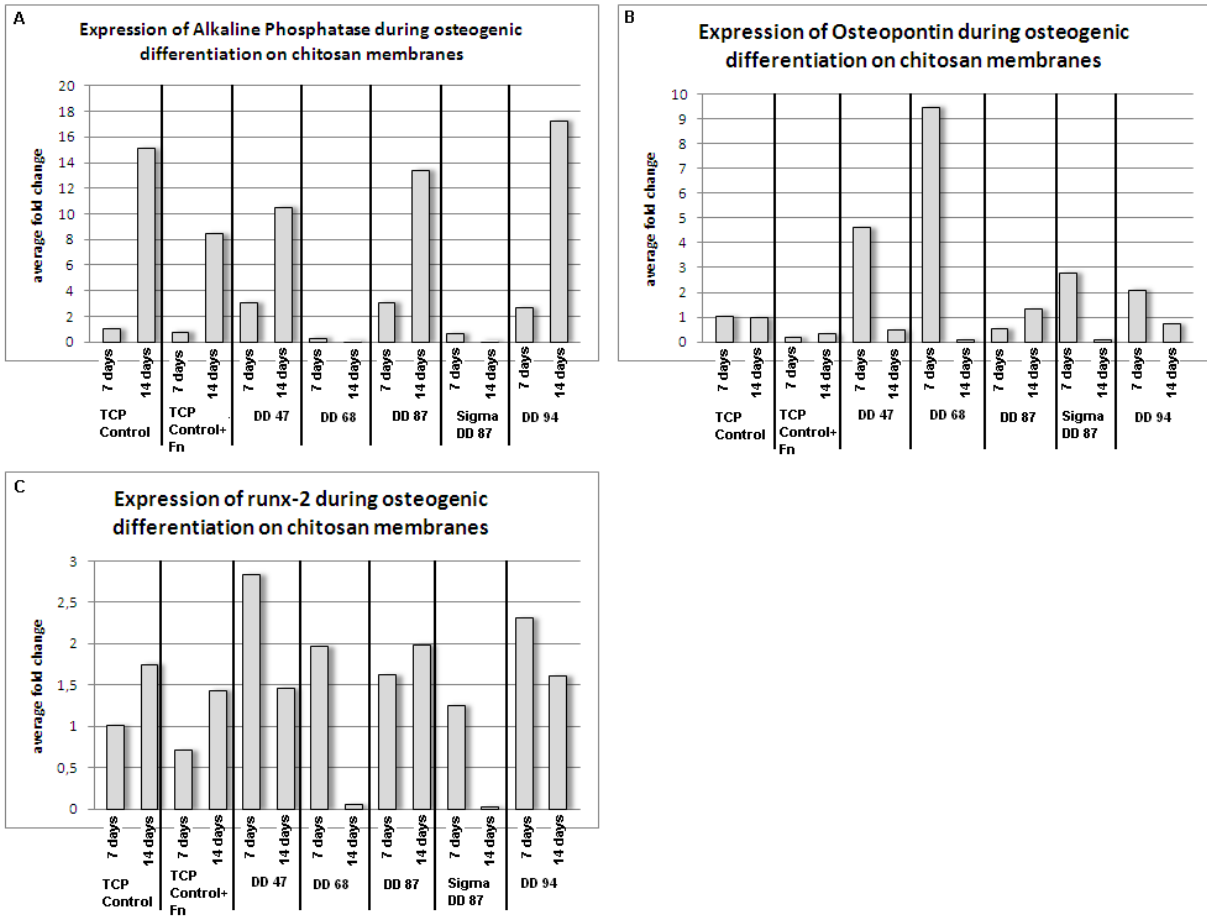 A
Expression of Alkaline Phosphatase during osteogenic
differentiation on chitosan membranes
average fold change
20
18
16
14
12
10
8
6
4
2
0
7 days
14 days
7 days
14 days
7 days
14 days
7 days
14 days
7 days
14 days
7 days
14 days
7 days
14 days
TCP
Control
TCP
Control+
Fn
DD 47
DD 68
DD 87
Sigma
DD 87
DD 94
B
Expression of Osteopontin during osteogenic
differentiation on chitosan membranes
average fold change
10
9
8
7
6
5
4
3
2
1
0
7 days
14 days
7 days
14 days
7 days
14 days
7 days
14 days
7 days
14 days
7 days
14 days
7 days
14 days
TCP
Control
TCP
Control+
Fn
DD 47
DD 68
DD 87
Sigma
DD 87
DD 94
C
Expression of runx-2 during osteogenic
differentiation on chitosan membranes
average fold change
3
2,5
2
1,5
1
0,5
0
7 days
14 days
7 days
14 days
7 days
14 days
7 days
14 days
7 days
14 days
7 days
14 days
7 days
14 days
TCP
Control
TCP
Control+
Fn
DD 47
DD 68
DD 87
Sigma
DD 87
DD 94